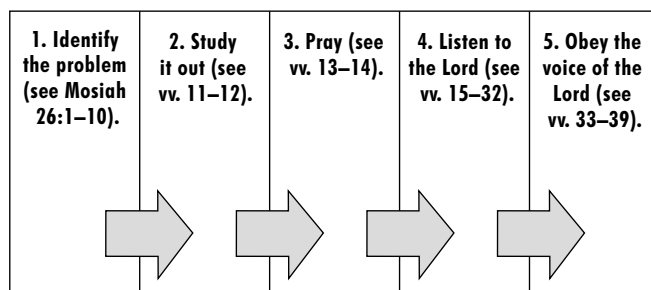 1. Identify
the problem
(see Mosiah
26:1–10).
2. Study
it out (see
vv. 11–12).
3. Pray (see
vv. 13–14).
4. Listen to
the Lord (see
vv. 15–32).
5. Obey the
voice of the
Lord (see
vv. 33–39).